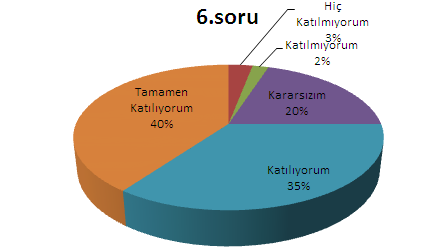 6.soru
Hiç
Katılmıyorum
3%
Katılmıyorum
2%
Kararsızım
20%
Katılıyorum
35%
Tamamen
Katılıyorum
40%